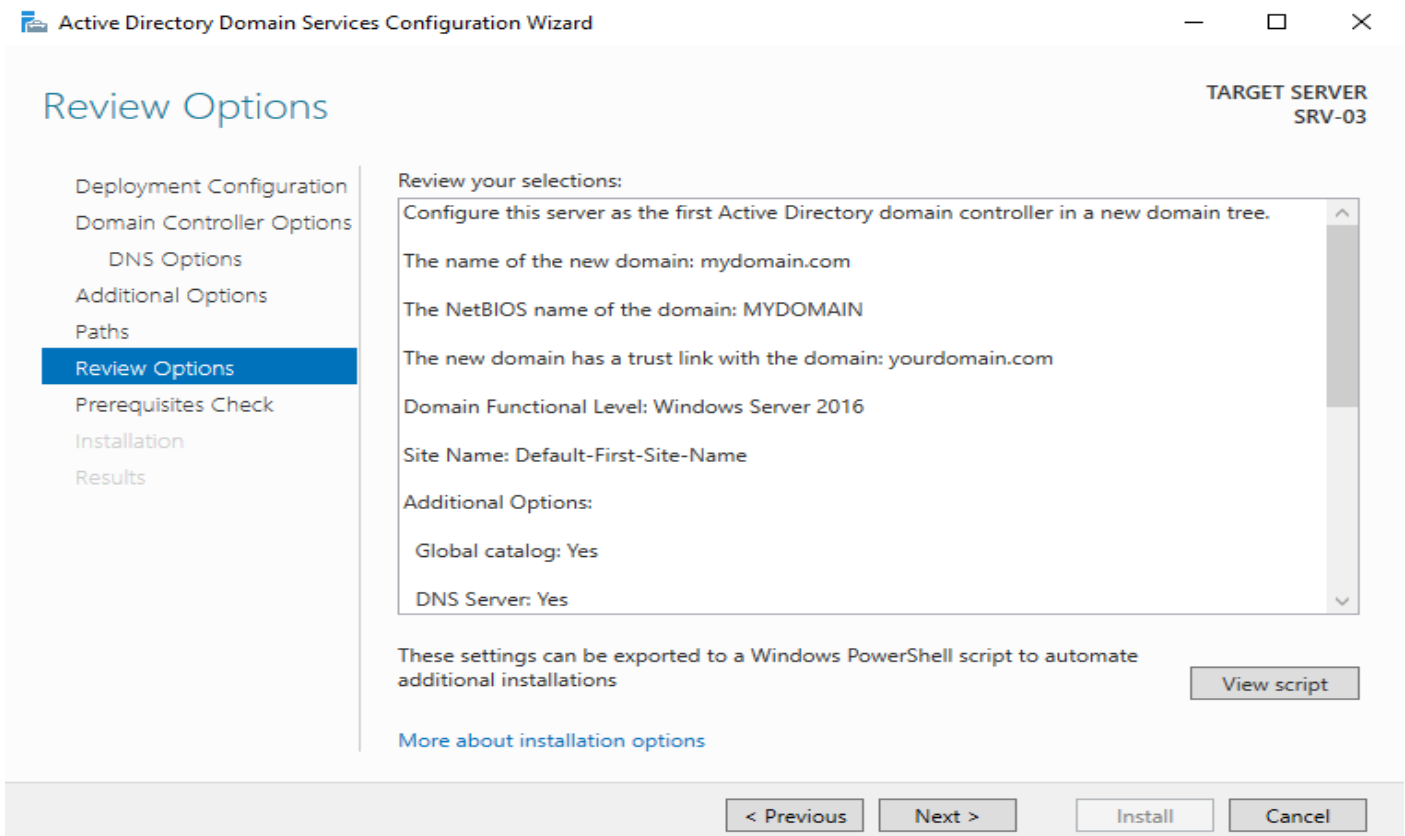 Active Directory Domain Services Configuration Wizard
Review Options
TARGET SERVER
SRV-03
Deployment Configuration
Domain Controller Options
DNS Options
Additional Options
Paths
Review Options
Prerequisites Check
Installation
Results
Review your selections:
Configure this server as the first Active Directory domain controller in a new domain tree.
The name of the new domain: mydomain.com
The NetBIOS name of the domain: MYDOMAIN
The new domain has a trust link with the domain: yourdomain.com
Domain Functional Level: Windows Server 2016
Site Name: Default-First-Site-Name
Additional Options:
Global catalog: Yes
DNS Server: Yes
These settings can be exported to a Windows PowerShell script to automate
additional installations
View script
More about installation options
< Previous
Next >
Install
Cancel